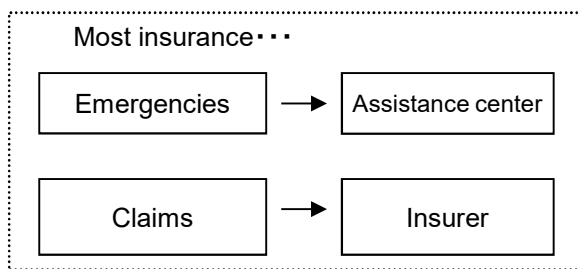 Most insurance･･･
Emergencies
Assistance center
Claims
Insurer